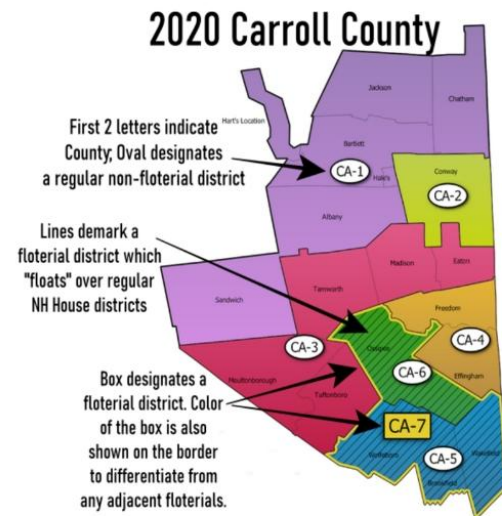 2020 Carroll County
First 2 letters indicate
County; Oval designates
a regular non-floterial district
Lines demark a
floterial district which
"floats" over regular
NH House districts
Box designates a
floterial district. Color
of the box is also
shown on the border
to differentiate from
any adjacent floterials.
Jackson
Chatham
Hart's Location
Bartlett
CA-1
Hale's
Conway
CA-2
Albany
Madison
Eaton
Tamworth
Sandwich
Freedom
CA-3
Ossipee
CA-4
CA-6
Effingham
Moultonborough
Tuftonboro
CA-7
Wolfeboro
CA-5
Wakefield
Brookfield